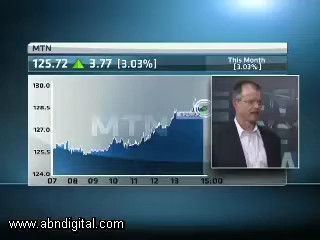 MTN
125.72 3.77 [3.03%]
This Month
[3.03%]
130.0
128.5
127.0
125.5
124.0
MTN
07 08 09 10 11 12 13 15:00
www.abndigital.com